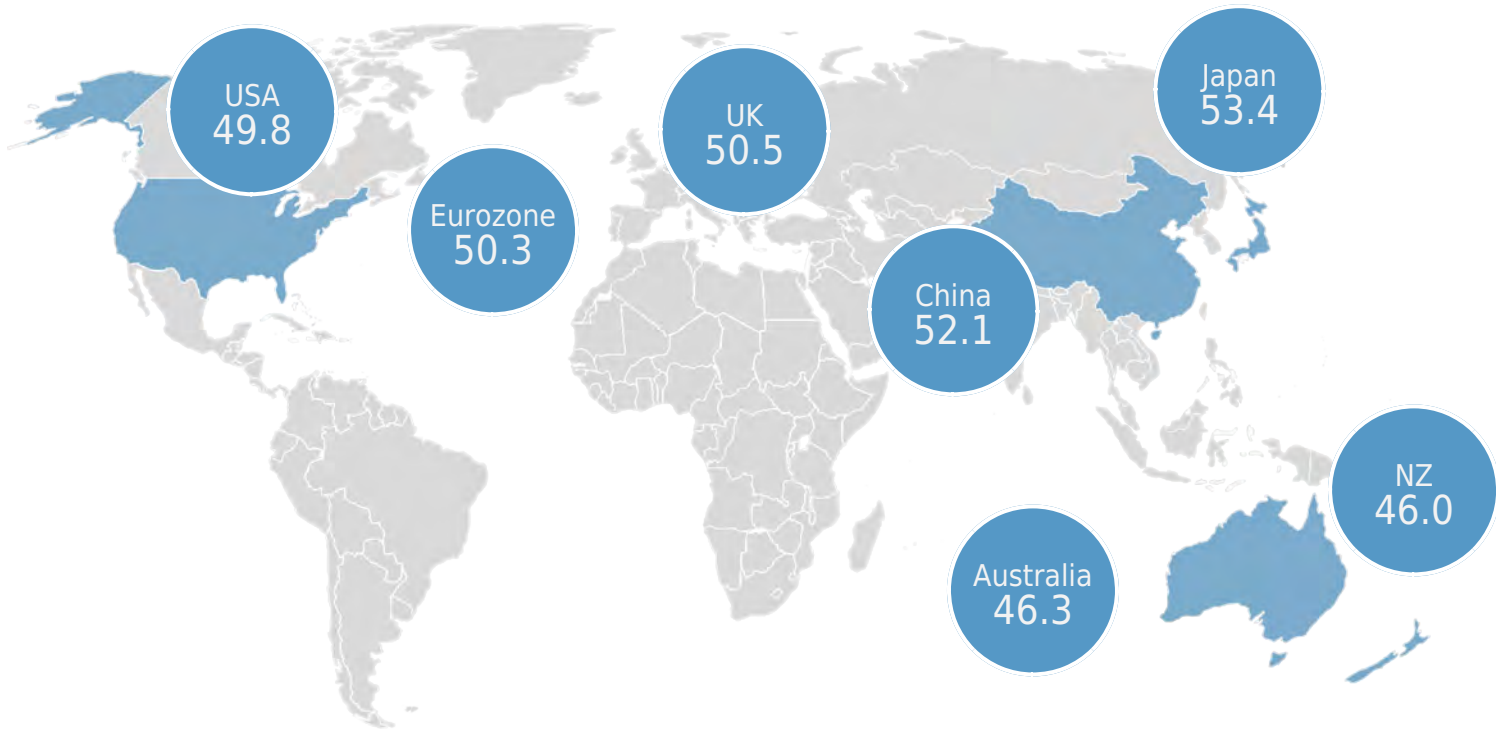 USA
49.8
Eurozone
50.3
UK
50.5
Japan
53.4
China
52.1
NZ
46.0
Australia
46.3